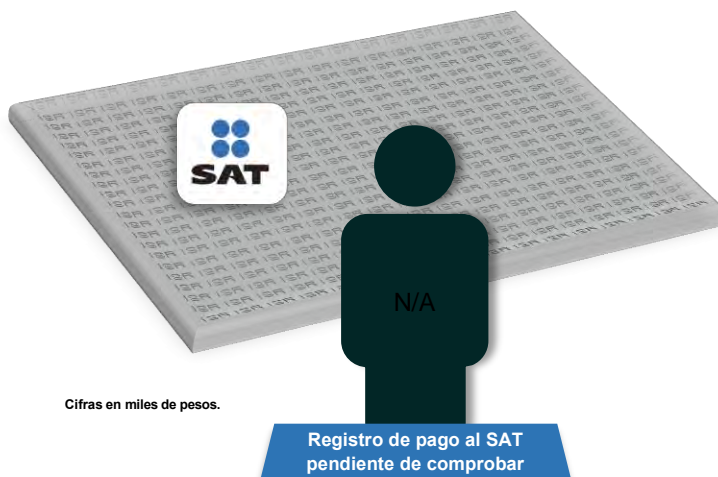 SAT
N/A
Cifras en miles de pesos.
Registro de pago al SAT
pendiente de comprobar